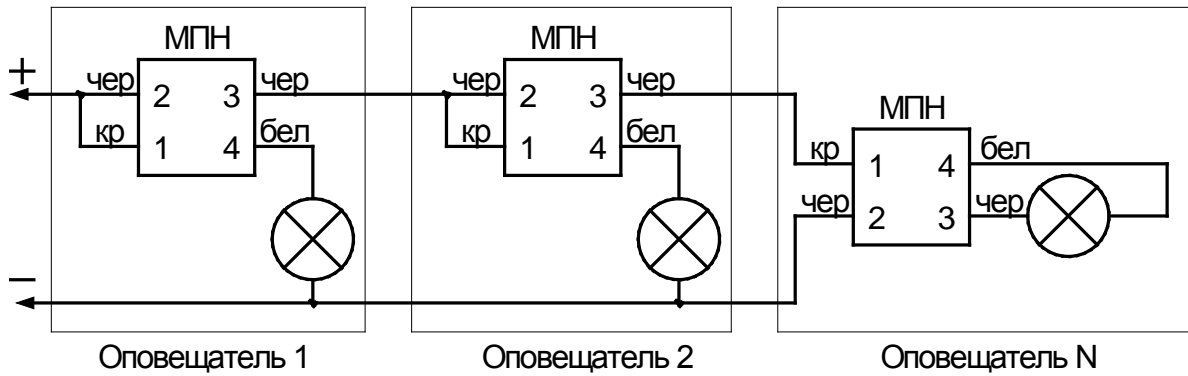 МПН
+
чер 2 3 чер
кр 1 4 бел
–
Оповещатель 1
МПН
чер 2 3 чер
кр 1 4 бел
Оповещатель 2
МПН
кр 1 4 бел
чер 2 3 чер
Оповещатель N